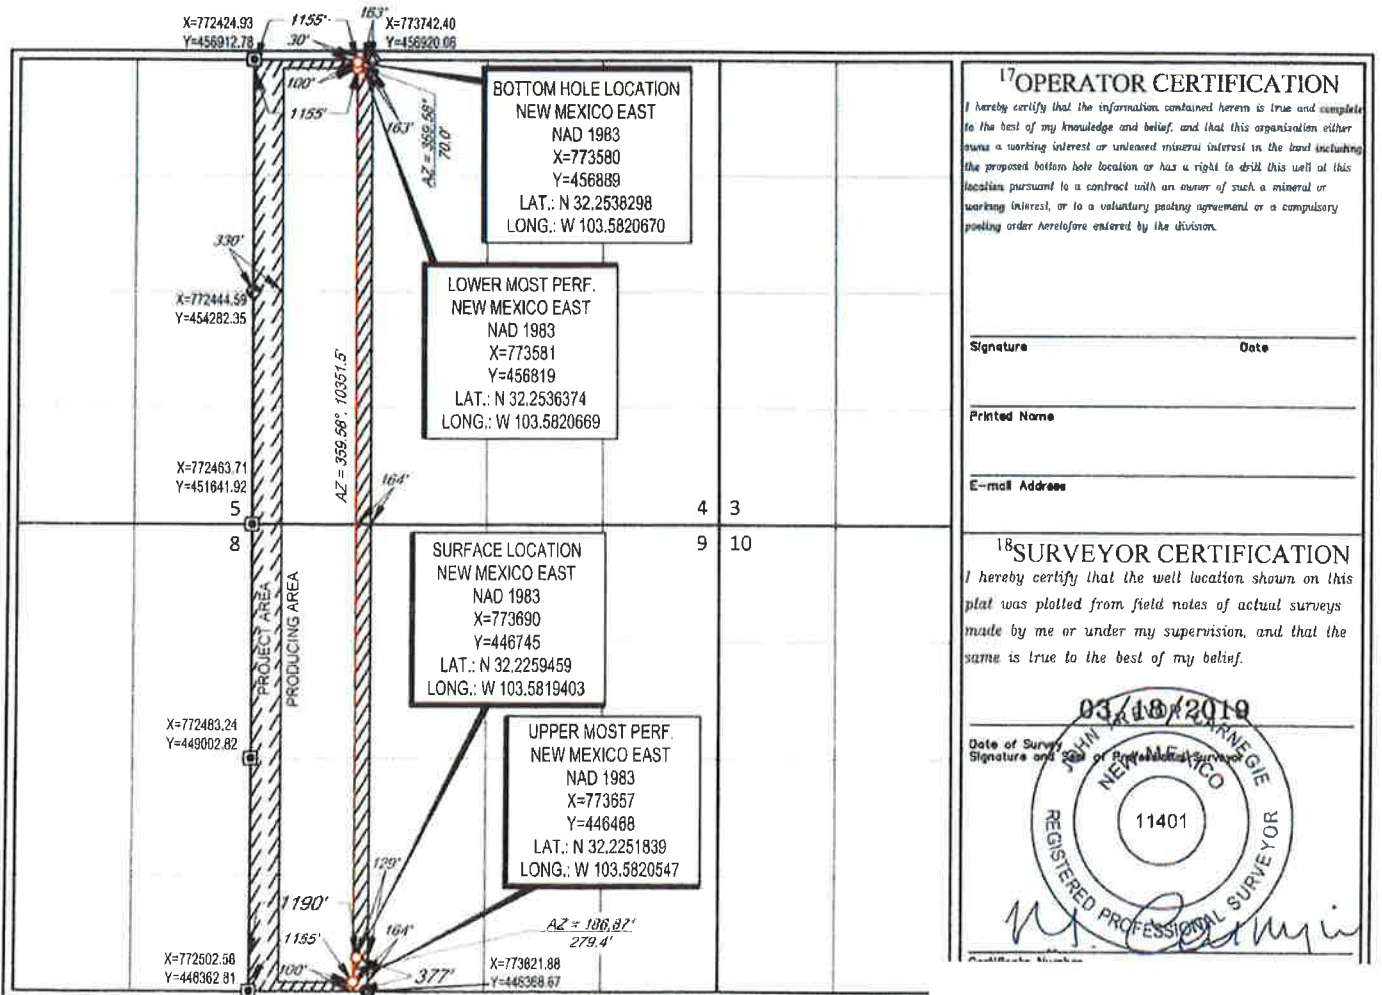 X=772424.93
Y=456912.78
1155'
30'
163'
X=773742.40
Y=456920.06
100'
1155'
163'
AZ = 359.58°
70.0'
BOTTOM HOLE LOCATION
NEW MEXICO EAST
NAD 1983
X=773580
Y=456889
LAT.: N 32.2538298
LONG.: W 103.5820670
330'
X=772444.59
Y=454282.35
LOWER MOST PERF.
NEW MEXICO EAST
NAD 1983
X=773581
Y=456819
LAT.: N 32.2536374
LONG.: W 103.5820669
AZ = 359.58°, 10351.5'
X=772463.71
Y=451641.92
164'
5
4 3
8
9 10
SURFACE LOCATION
NEW MEXICO EAST
NAD 1983
X=773690
Y=446745
LAT.: N 32.2259459
LONG.: W 103.5819403
PROJECT AREA
PRODUCING AREA
X=772483.24
Y=449002.82
UPPER MOST PERF.
NEW MEXICO EAST
NAD 1983
X=773657
Y=446468
LAT.: N 32.2251839
LONG.: W 103.5820547
129'
1190'
1155'
164'
AZ = 186.87°
279.4'
X=772502.58
Y=446362.81
100'
377'
X=773821.88
Y=446368.67
17 OPERATOR CERTIFICATION
I hereby certify that the information contained herein is true and complete
to the best of my knowledge and belief, and that this organization either
owns a working interest or unleased mineral interest in the land including
the proposed bottom hole location or has a right to drill this well at this
location pursuant to a contract with an owner of such a mineral or
working interest, or to a voluntary pooling agreement or a compulsory
pooling order heretofore entered by the division.
Signature Date
Printed Name
E-mail Address
18 SURVEYOR CERTIFICATION
I hereby certify that the well location shown on this
plat was plotted from field notes of actual surveys
made by me or under my supervision, and that the
same is true to the best of my belief.
03/18/2019
Date of Survey
Signature and Seal of Professional Surveyor
JOHN TREVOR CARNEGIE
NEW MEXICO
11401
REGISTERED PROFESSIONAL SURVEYOR
Certificate Number